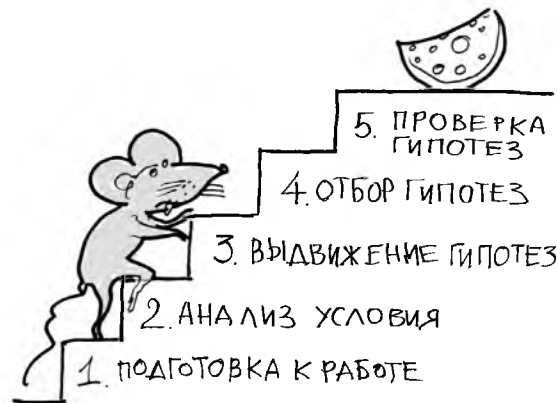 5. ПРОВЕРКА
ГИПОТЕЗ
4. ОТБОР ГИПОТЕЗ
3. ВЫДВИЖЕНИЕ ГИПОТЕЗ
2. АНАЛИЗ УСЛОВИЯ
1. ПОДГОТОВКА К РАБОТЕ